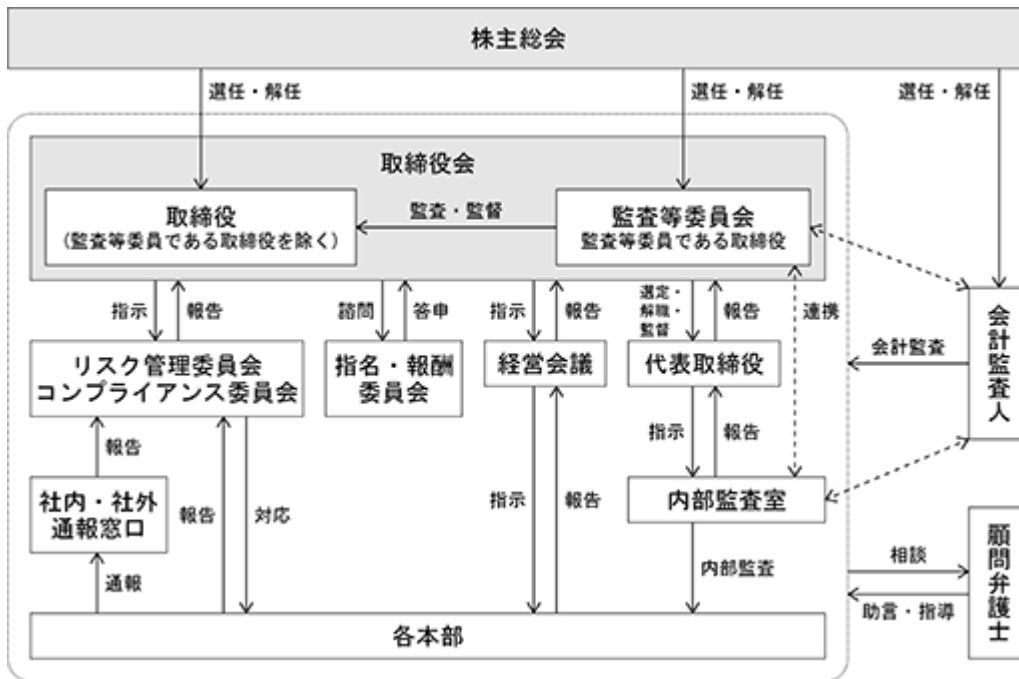 株主総会
選任・解任
選任・解任
選任・解任
取締役会
取締役
(監査等委員である取締役を除く)
監査・監督
監査等委員会
監査等委員である取締役
指示
報告
諮問
答申
指示
報告
選定・
解職・
監督
報告
連携
会計監査人
会計監査
リスク管理委員会
コンプライアンス委員会
指名・報酬
委員会
経営会議
代表取締役
報告
指示
報告
社内・社外
通報窓口
報告
対応
指示
報告
内部監査室
通報
内部監査
相談
助言・指導
顧問弁護士
各本部